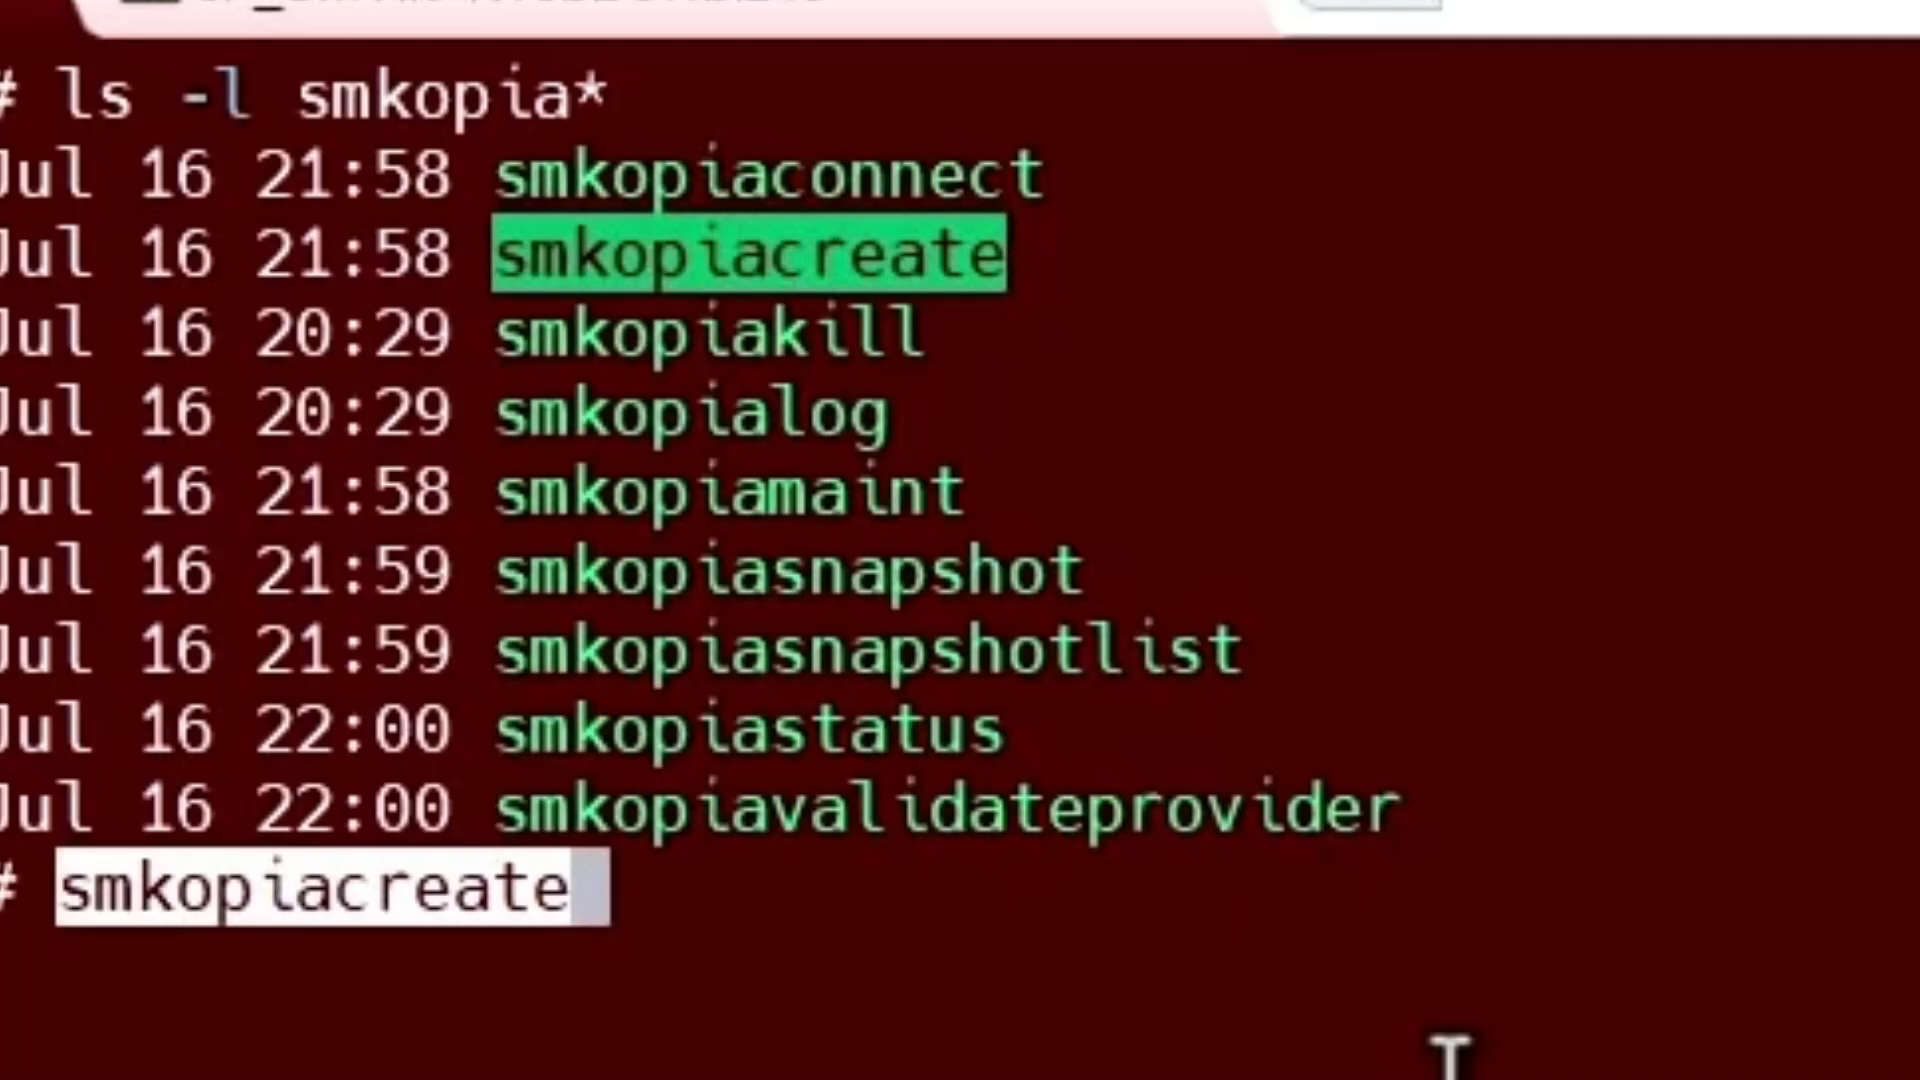 # ls -l smkopia*
Jul 16 21:58 smkopiaconnect
Jul 16 21:58 smkopiacreate
Jul 16 20:29 smkopiakill
Jul 16 20:29 smkopialog
Jul 16 21:58 smkopiamaint
Jul 16 21:59 smkopiasnapshot
Jul 16 21:59 smkopiasnapshotlist
Jul 16 22:00 smkopiastatus
Jul 16 22:00 smkopiavalidateprovider
# smkopiacreate